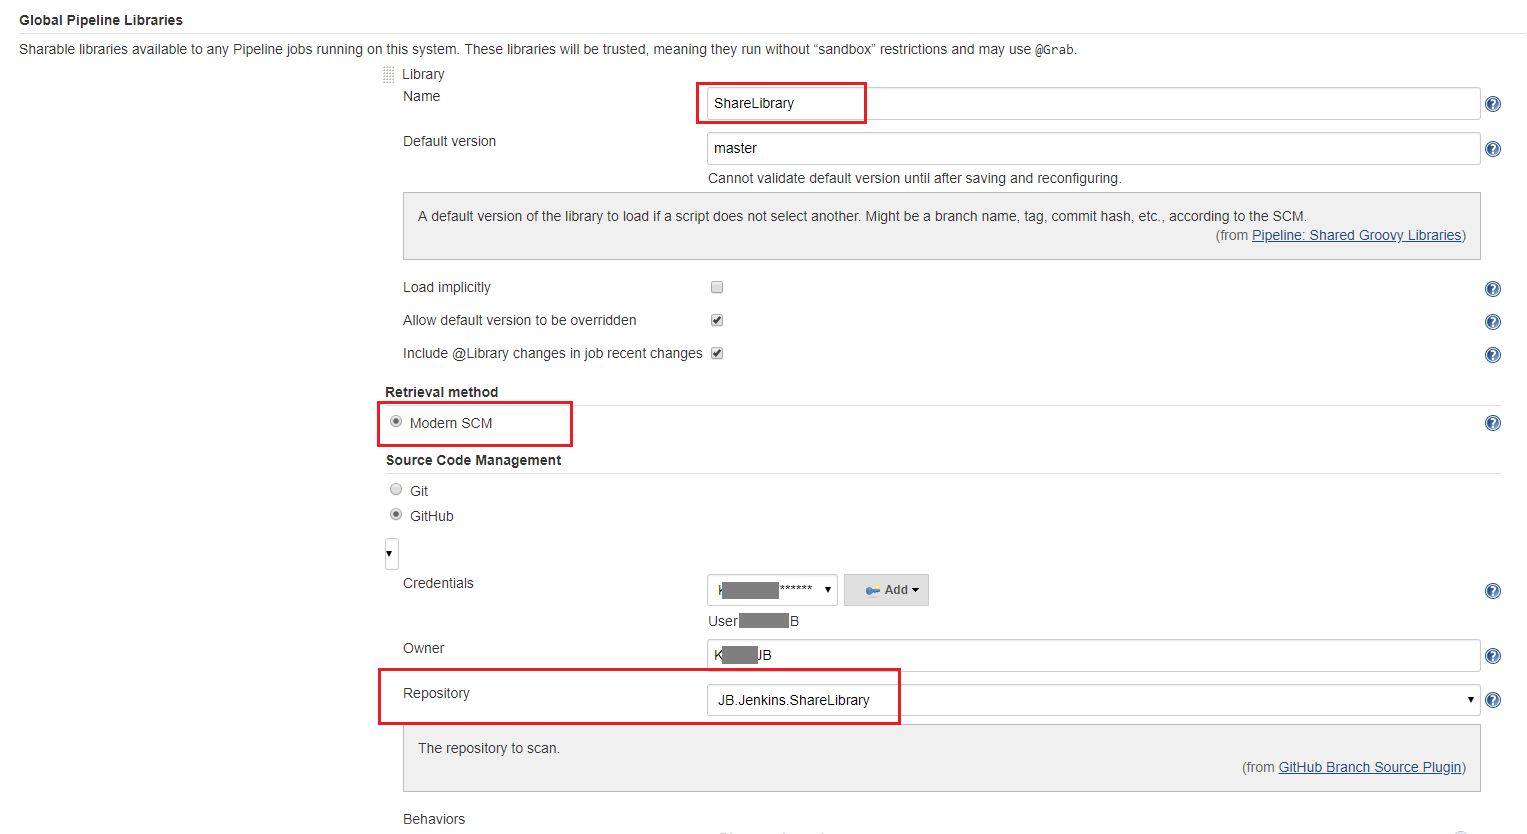 Global Pipeline Libraries
Sharable libraries available to any Pipeline jobs running on this system. These libraries will be trusted, meaning they run without “sandbox” restrictions and may use @Grab.
Library
Name
ShareLibrary
Default version
master
Cannot validate default version until after saving and reconfiguring.
A default version of the library to load if a script does not select another. Might be a branch name, tag, commit hash, etc., according to the SCM.
(from Pipeline: Shared Groovy Libraries)
Load implicitly
Allow default version to be overridden
Include @Library changes in job recent changes
Retrieval method
Modern SCM
Source Code Management
Git
GitHub
Credentials
****** Add
User B
Owner
K JB
Repository
JB.Jenkins.ShareLibrary
The repository to scan.
(from GitHub Branch Source Plugin)
Behaviors